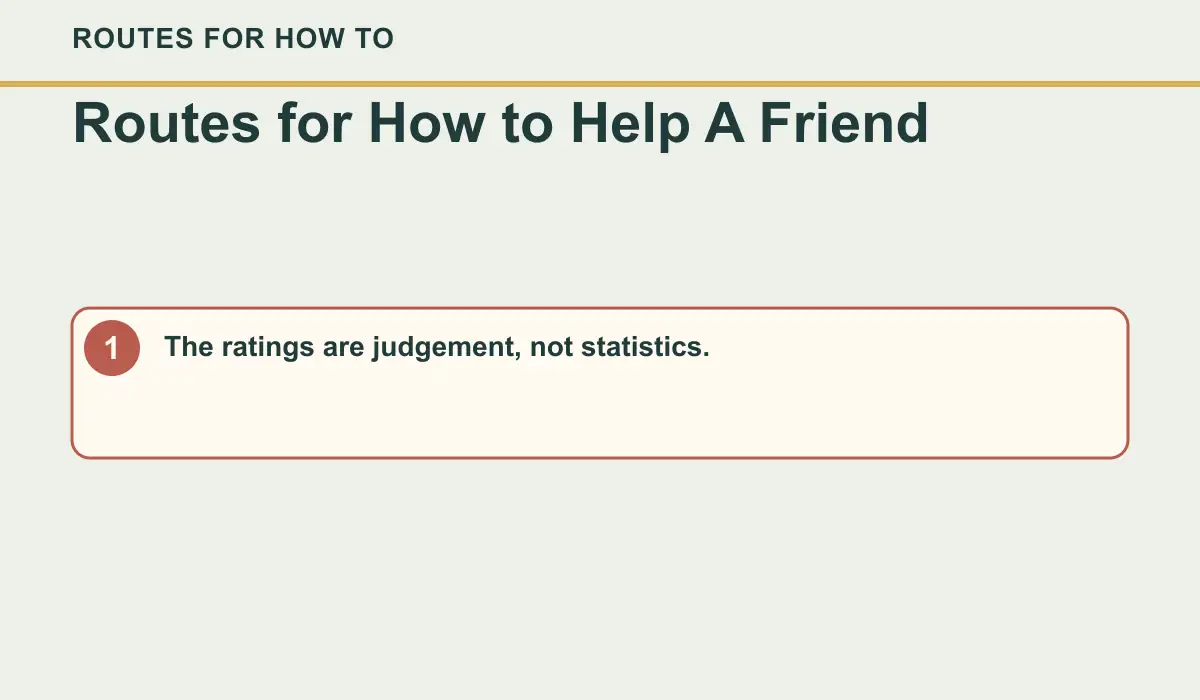 ROUTES FOR HOW TO
Routes for How to Help A Friend
1 The ratings are judgement, not statistics.